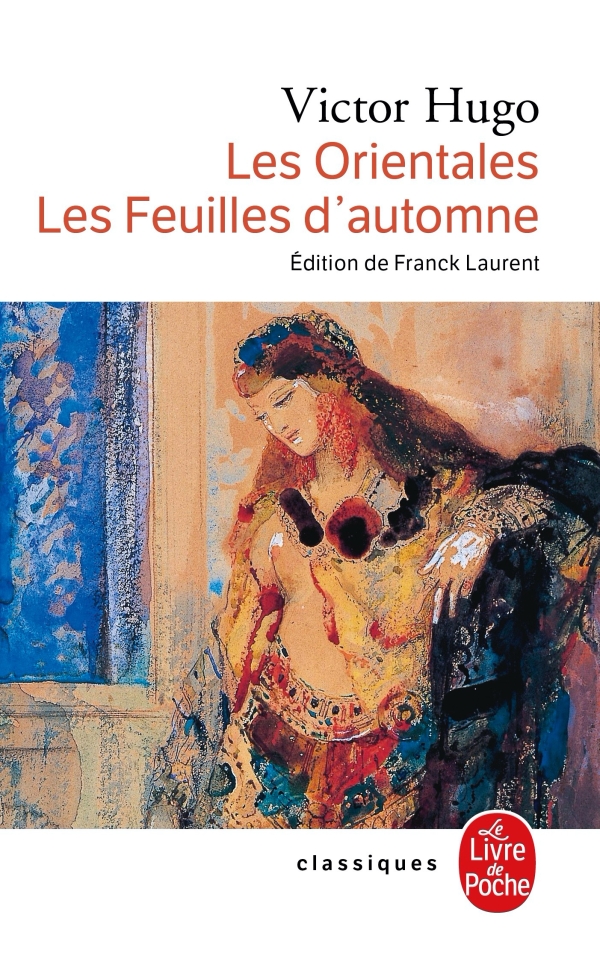 Victor Hugo
Les Orientales
Les Feuilles d’automne
Édition de Franck Laurent
classiques
Le
Livre
de
Poche